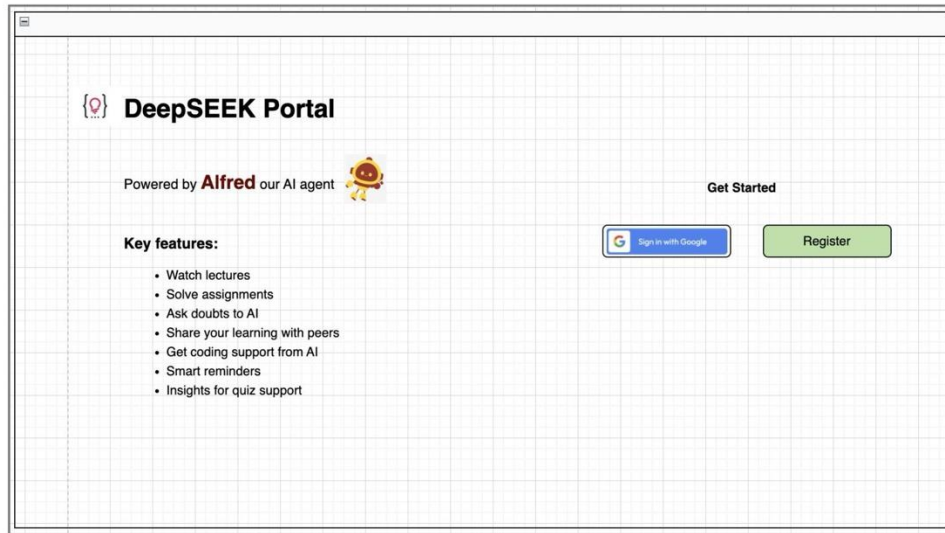 DeepSEEK Portal
Powered by Alfred our AI agent
Key features:
• Watch lectures
• Solve assignments
• Ask doubts to AI
• Share your learning with peers
• Get coding support from AI
• Smart reminders
• Insights for quiz support
Get Started
G Sign in with Google
Register